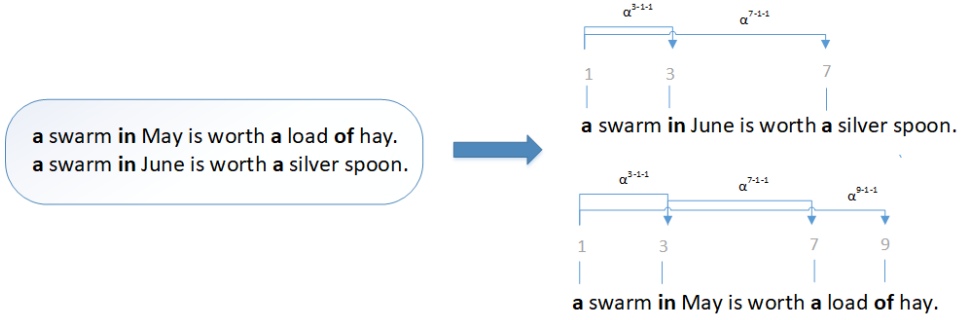 a swarm in May is worth a load of hay.
a swarm in June is worth a silver spoon.
α³⁻¹⁻¹
α⁷⁻¹⁻¹
1 3 7
a swarm in June is worth a silver spoon.
α³⁻¹⁻¹
α⁷⁻¹⁻¹
α⁹⁻¹⁻¹
1 3 7 9
a swarm in May is worth a load of hay.